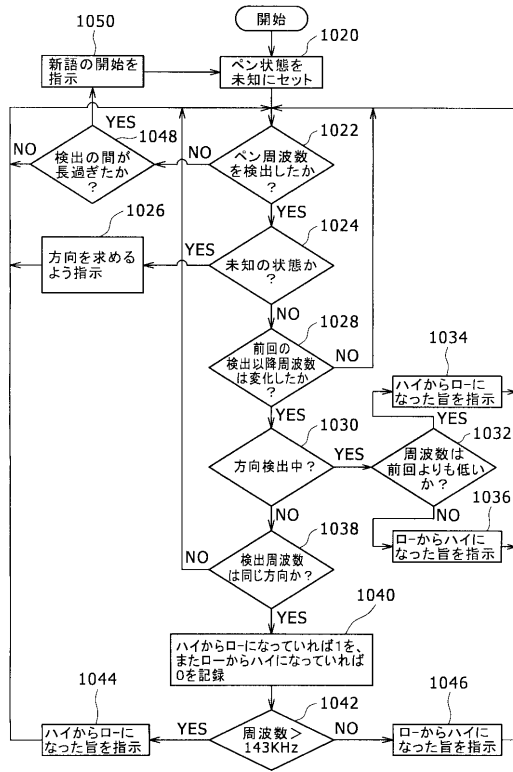 開始
1050
新語の開始を
指示
1020
ペン状態を
未知にセット
YES
1048
NO
検出の間が
長過ぎたか
?
NO
1022
ペン周波数
を検出したか
?
YES
1026
方向を求める
よう指示
YES
1024
未知の状態か
?
NO
1028
前回の
検出以降周波数
は変化したか
?
NO
YES
1034
ハイからローに
なった旨を指示
YES
1030
方向検出中?
YES
1032
周波数は
前回よりも低い
か?
NO
NO
1036
ローからハイに
なった旨を指示
1038
NO
検出周波数
は同じ方向か?
YES
1040
ハイからローになっていれば1を、
またローからハイになっていれば
0を記録
1044
ハイからローに
なった旨を指示
YES
1042
周波数>
143KHz
NO
1046
ローからハイに
なった旨を指示